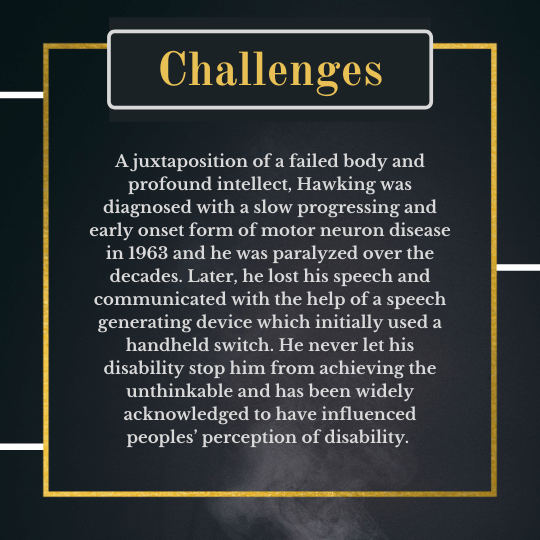 Challenges
A juxtaposition of a failed body and
profound intellect, Hawking was
diagnosed with a slow progressing and
early onset form of motor neuron disease
in 1963 and he was paralyzed over the
decades. Later, he lost his speech and
communicated with the help of a speech
generating device which initially used a
handheld switch. He never let his
disability stop him from achieving the
unthinkable and has been widely
acknowledged to have influenced
peoples’ perception of disability.